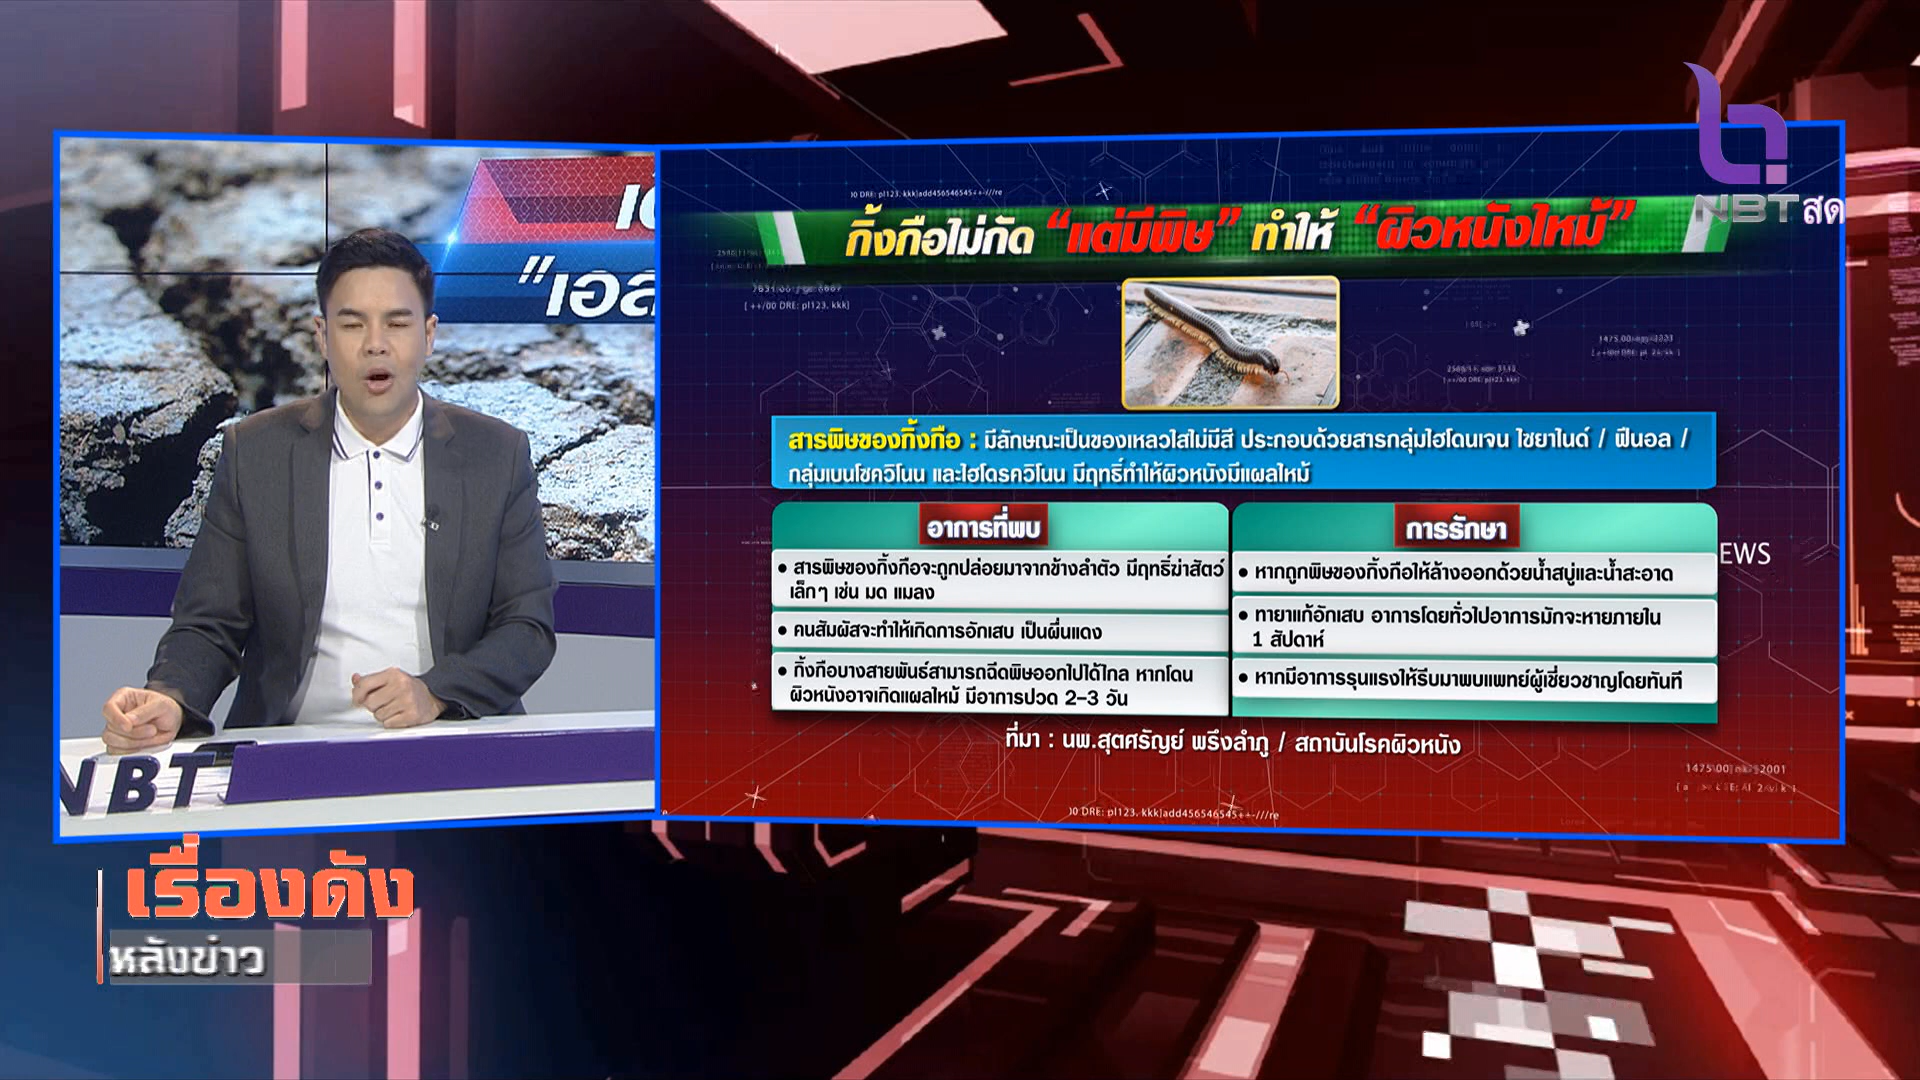 NBTสด
เอ
"เอล
NBT
กิ้งกือไม่กัด “แต่มีพิษ” ทำให้ “ผิวหนังไหม้”
สารพิษของกิ้งกือ : มีลักษณะเป็นของเหลวใสไม่มีสี ประกอบด้วยสารกลุ่มไฮโดนเจน ไซยาไนด์ / ฟีนอล /
กลุ่มเบนโซควิโนน และไฮโดรควิโนน มีฤทธิ์ทำให้ผิวหนังมีแผลไหม้
อาการที่พบ
• สารพิษของกิ้งกือจะถูกปล่อยมาจากข้างลำตัว มีฤทธิ์ฆ่าสัตว์
เล็กๆ เช่น มด แมลง
• คนสัมผัสจะทำให้เกิดการอักเสบ เป็นผื่นแดง
• กิ้งกือบางสายพันธ์สามารถฉีดพิษออกไปได้ไกล หากโดน
ผิวหนังอาจเกิดแผลไหม้ มีอาการปวด 2-3 วัน
การรักษา
• หากถูกพิษของกิ้งกือให้ล้างออกด้วยน้ำสบู่และน้ำสะอาด
• ทายาแก้อักเสบ อาการโดยทั่วไปอาการมักจะหายภายใน
1 สัปดาห์
• หากมีอาการรุนแรงให้รีบมาพบแพทย์ผู้เชี่ยวชาญโดยทันที
ที่มา : นพ.สุตศรัญย์ พรึงลำภู / สถาบันโรคผิวหนัง
EWS
เรื่องดัง
หลังข่าว